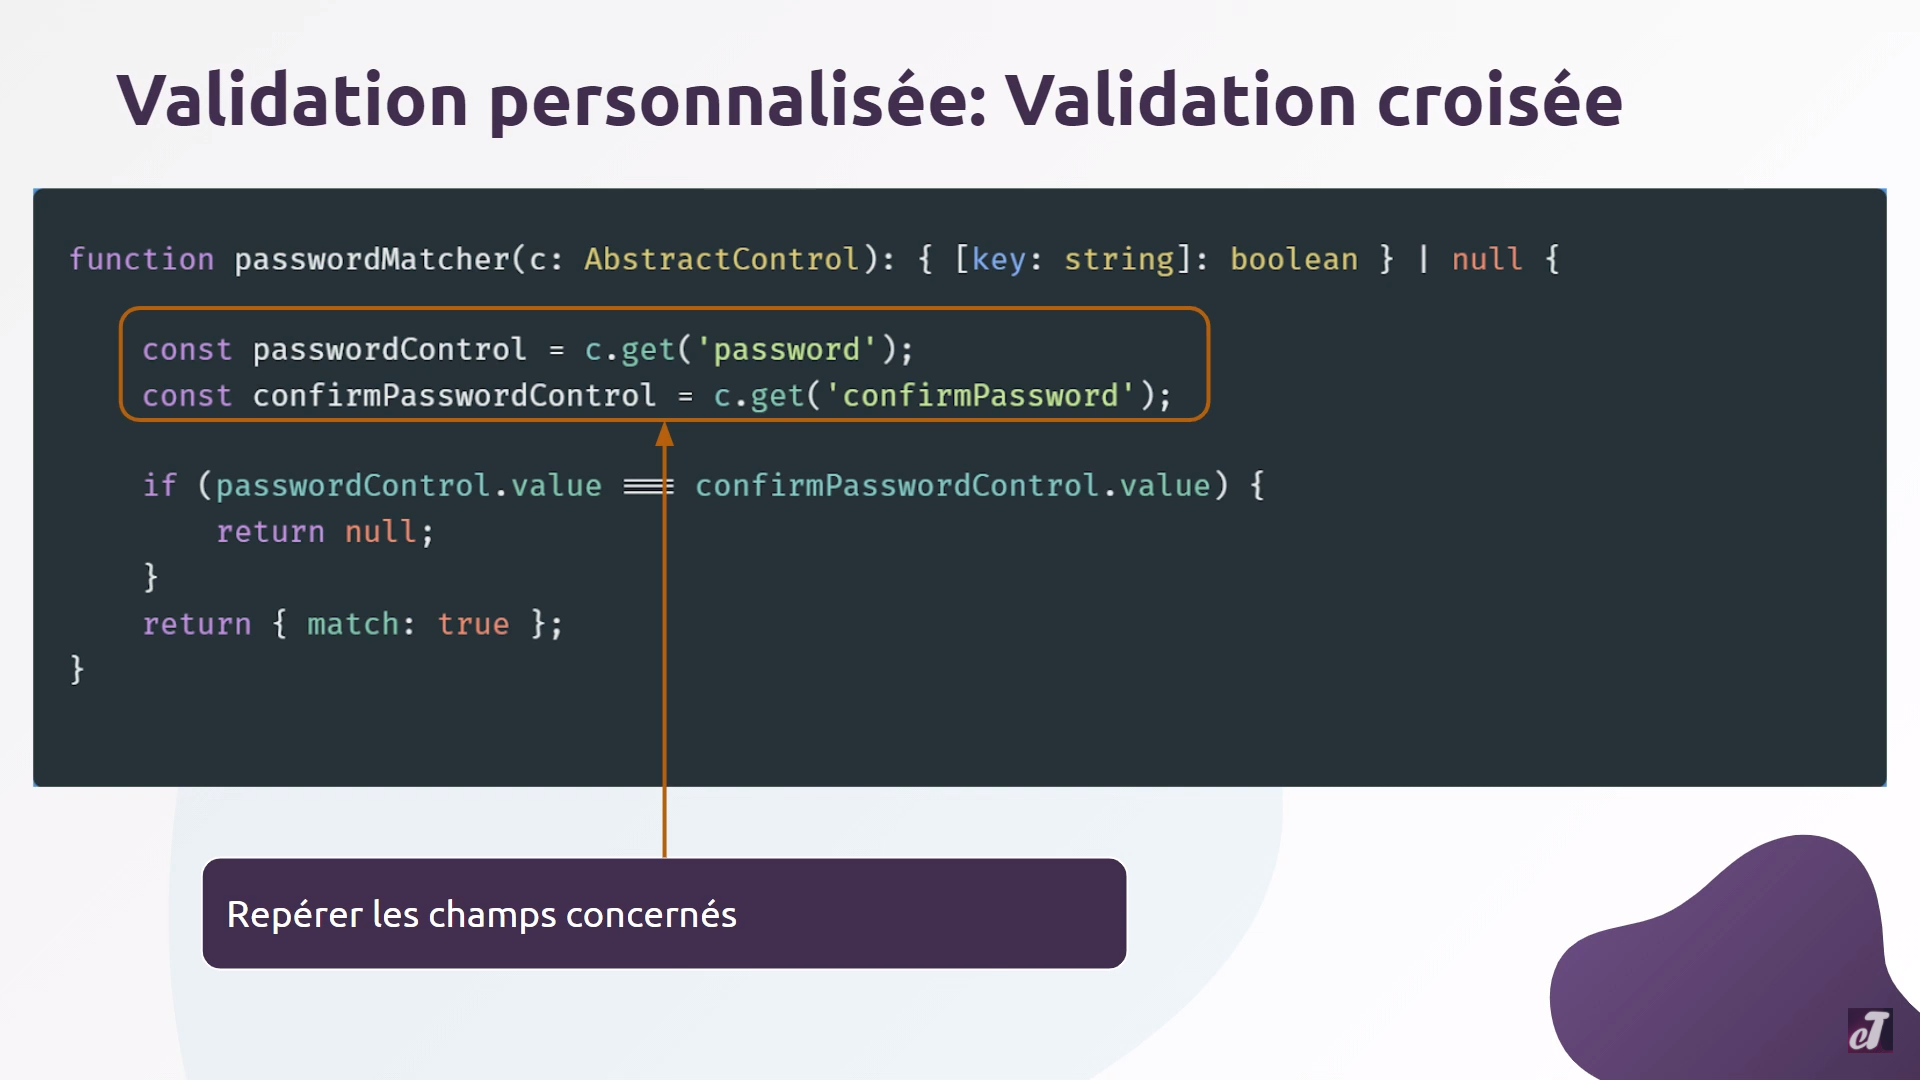 Validation personnalisée: Validation croisée
function passwordMatcher(c: AbstractControl): { [key: string]: boolean } | null {
const passwordControl = c.get('password');
const confirmPasswordControl = c.get('confirmPassword');
if (passwordControl.value === confirmPasswordControl.value) {
return null;
}
return { match: true };
}
Repérer les champs concernés
cT